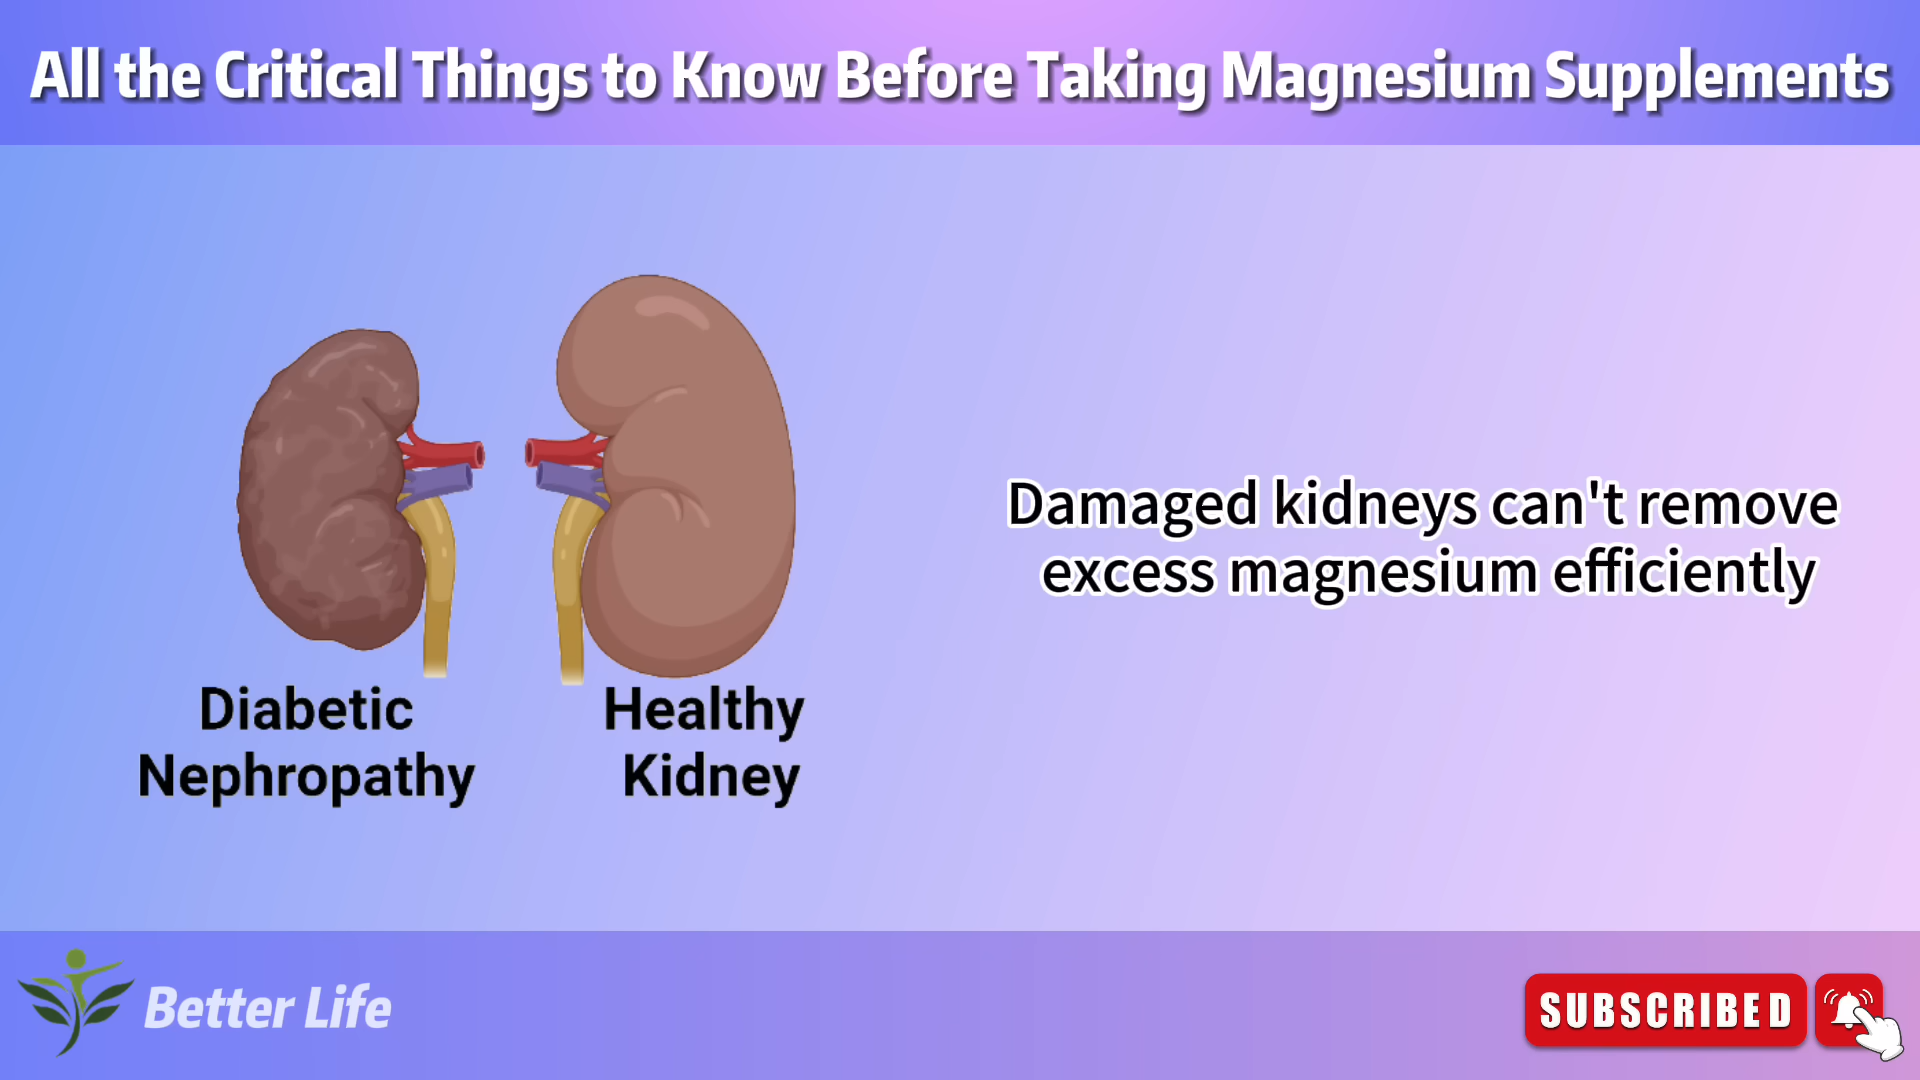 All the Critical Things to Know Before Taking Magnesium Supplements
Damaged kidneys can't remove
excess magnesium efficiently
Diabetic
Nephropathy
Healthy
Kidney
Better Life
SUBSCRIBED